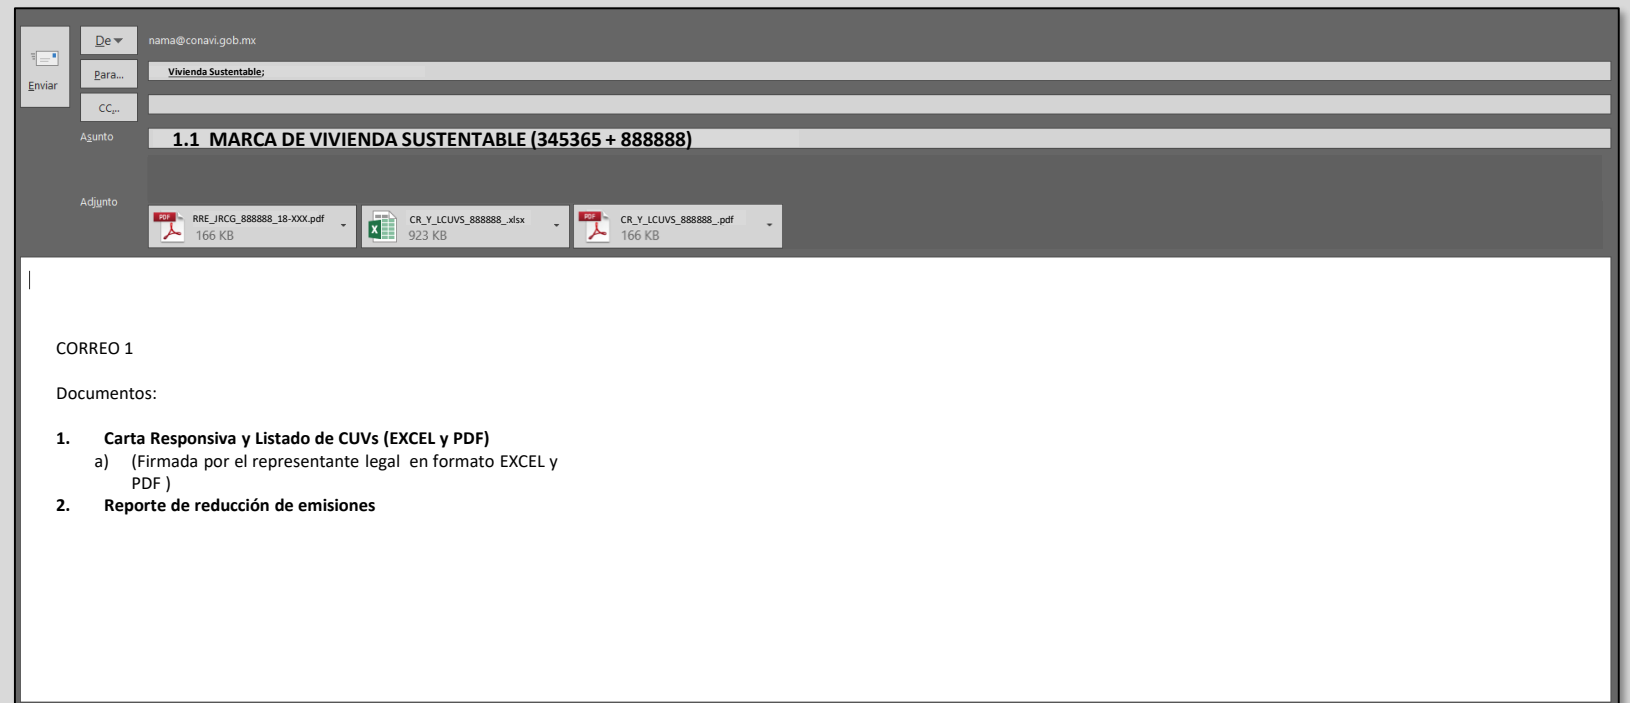 De
nama@conavi.gob.mx
Enviar
Para...
Vivienda Sustentable;
CC...
Asunto
1.1 MARCA DE VIVIENDA SUSTENTABLE (345365 + 888888)
Adjunto
PDF
RRE_JRCG_888888_18-XXX.pdf
166 KB
X
CR_Y_LCUVS_888888_.xlsx
923 KB
PDF
CR_Y_LCUVS_888888_.pdf
166 KB
CORREO 1
Documentos:
1. Carta Responsiva y Listado de CUVs (EXCEL y PDF)
a) (Firmada por el representante legal en formato EXCEL y
PDF )
2. Reporte de reducción de emisiones